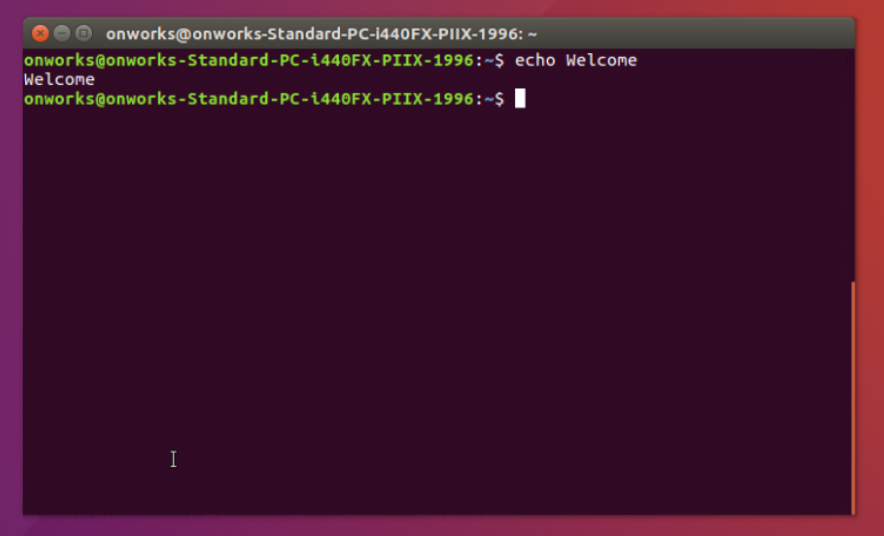 onworks@onworks-Standard-PC-i440FX-PIIX-1996: ~
onworks@onworks-Standard-PC-i440FX-PIIX-1996:~$ echo Welcome
Welcome
onworks@onworks-Standard-PC-i440FX-PIIX-1996:~$